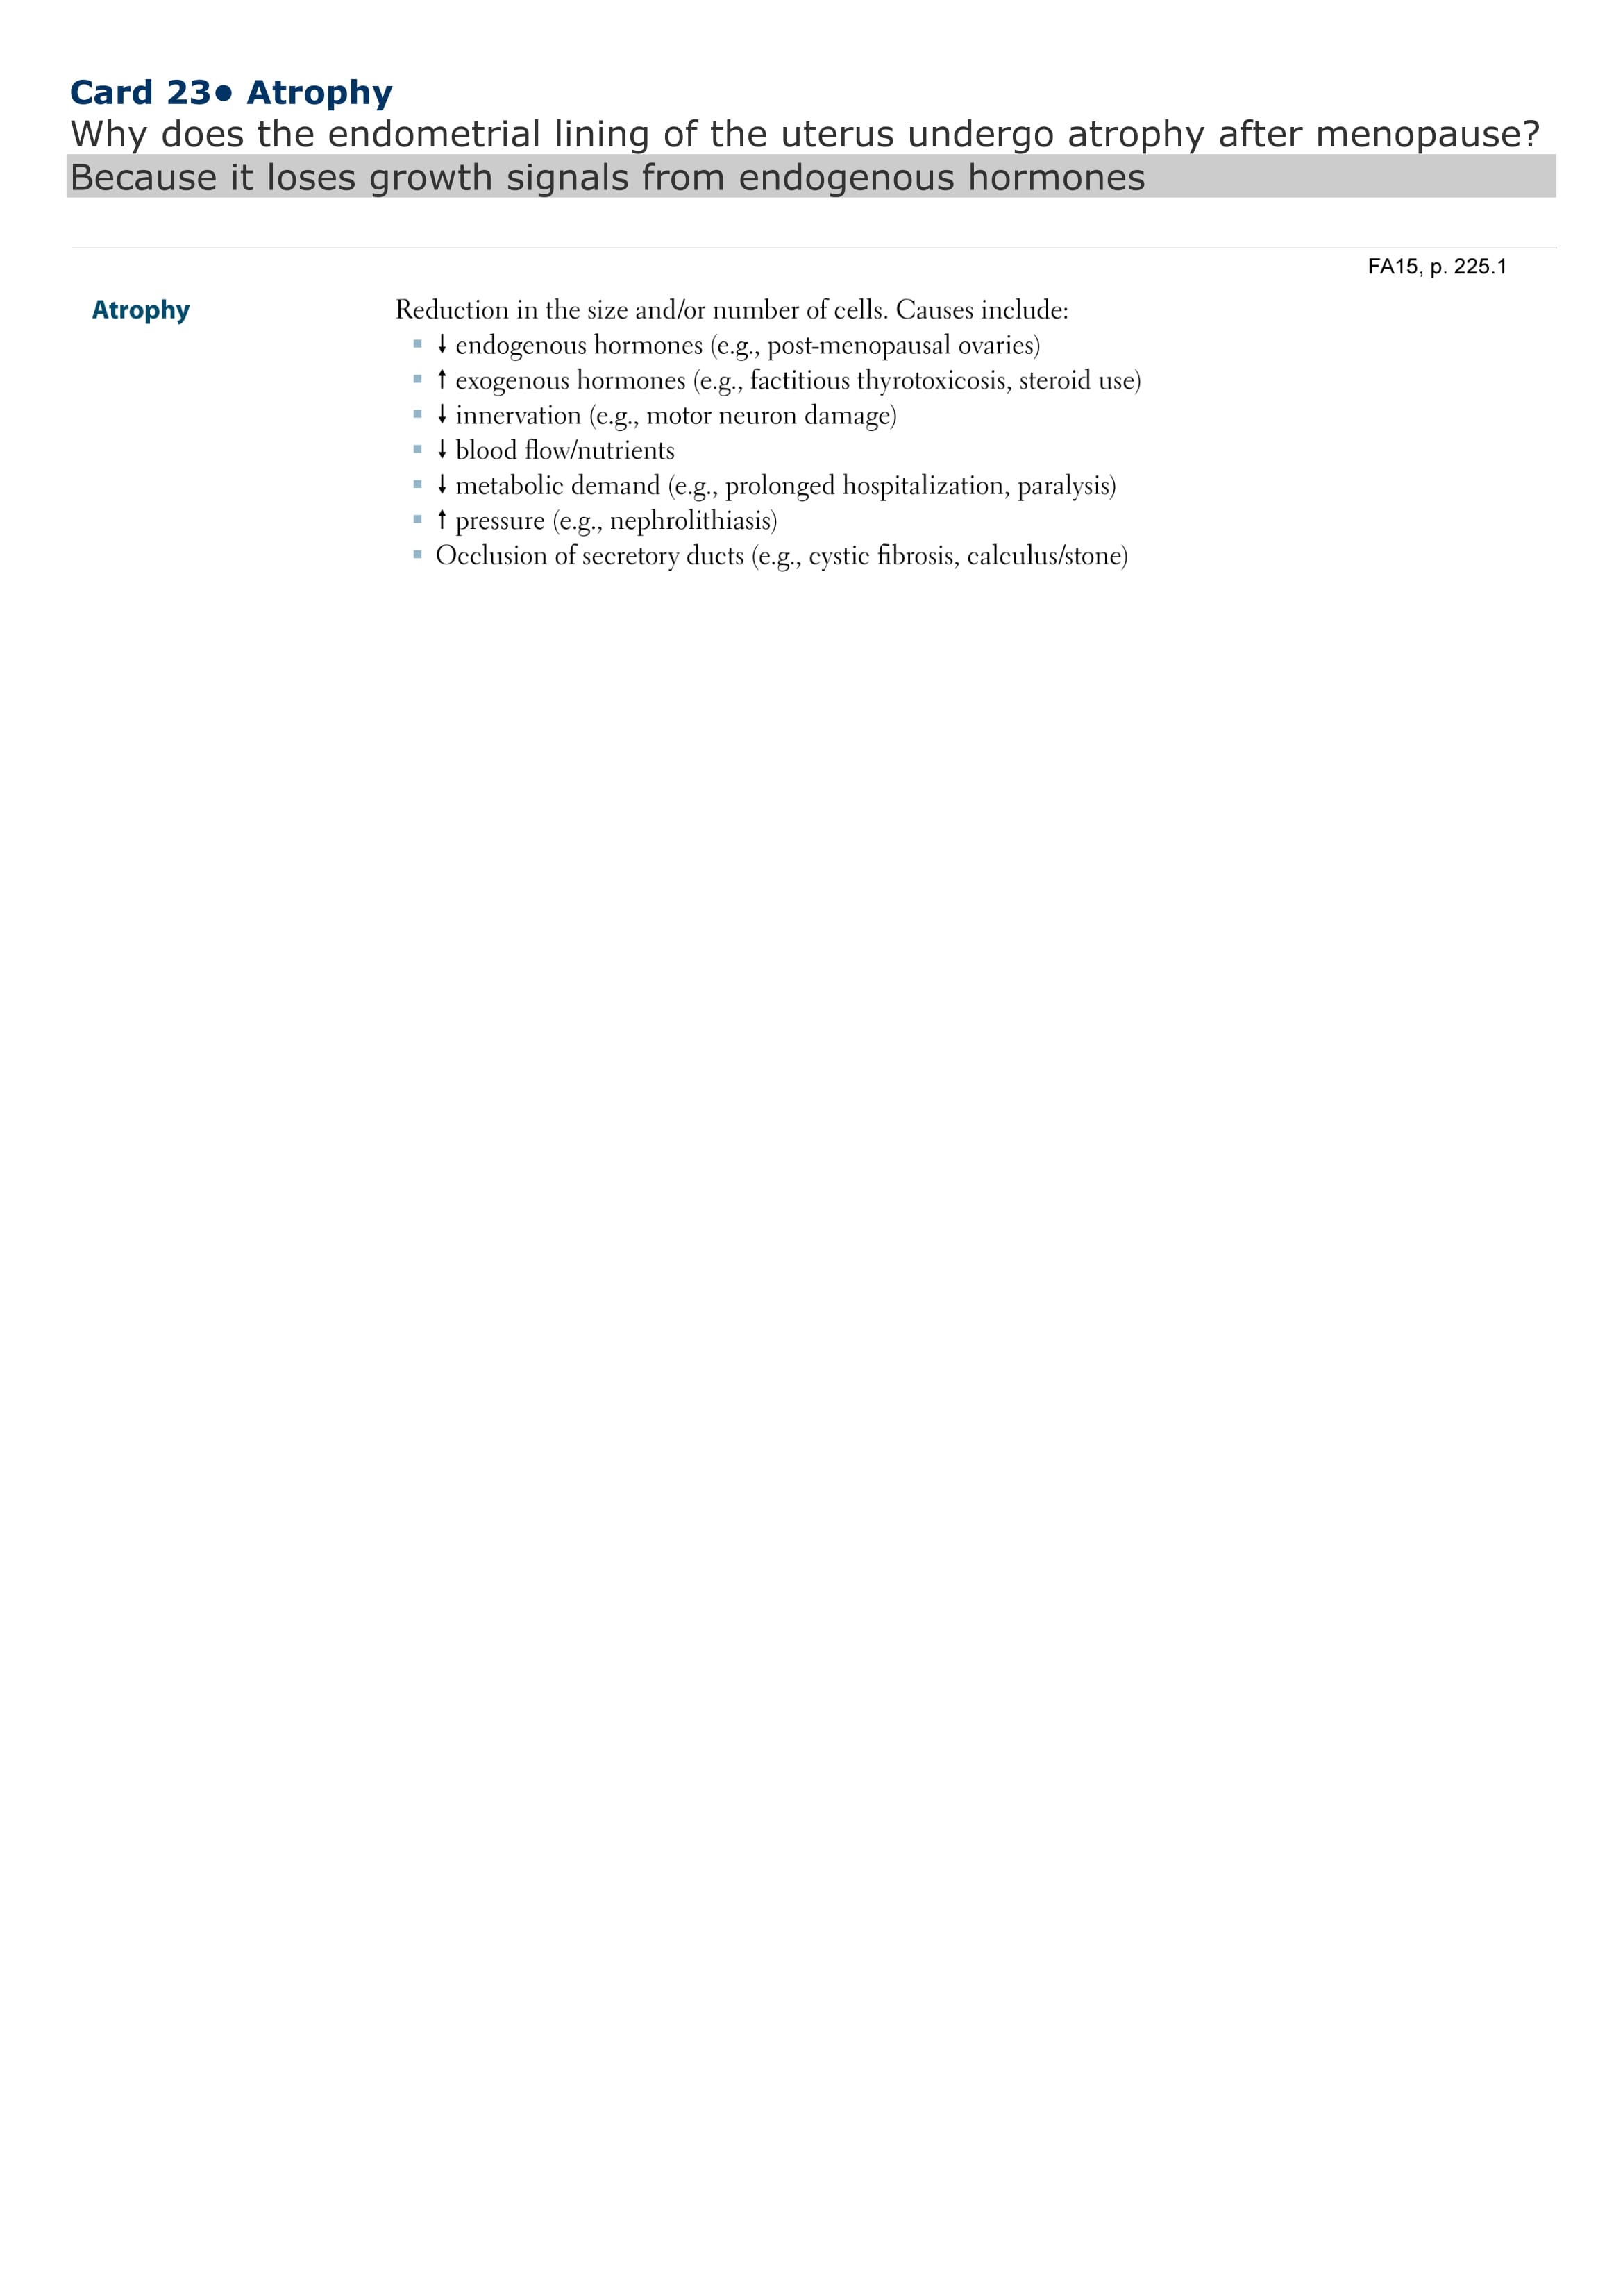 Card 23● Atrophy
Why does the endometrial lining of the uterus undergo atrophy after menopause?
Because it loses growth signals from endogenous hormones
FA15, p. 225.1
Atrophy
Reduction in the size and/or number of cells. Causes include:
▪ ↓ endogenous hormones (e.g., post-menopausal ovaries)
▪ ↑ exogenous hormones (e.g., factitious thyrotoxicosis, steroid use)
▪ ↓ innervation (e.g., motor neuron damage)
▪ ↓ blood flow/nutrients
▪ ↓ metabolic demand (e.g., prolonged hospitalization, paralysis)
▪ ↑ pressure (e.g., nephrolithiasis)
▪ Occlusion of secretory ducts (e.g., cystic fibrosis, calculus/stone)